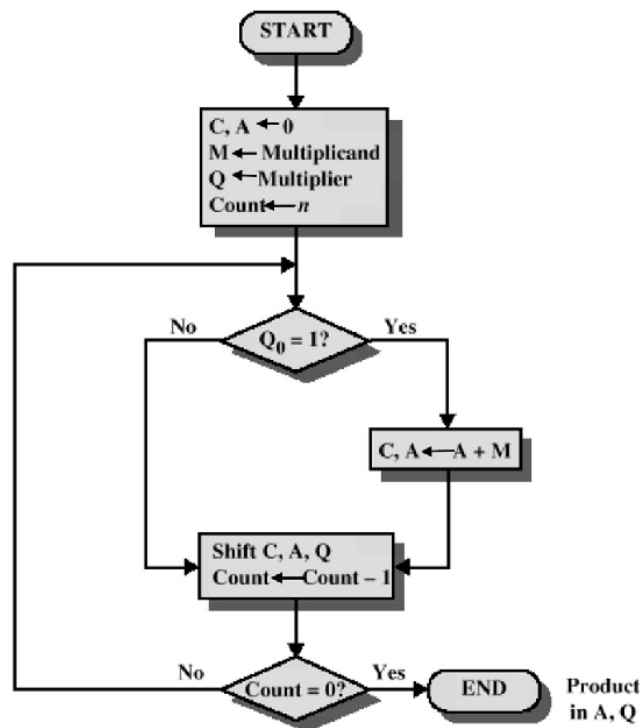 START
C, A ← 0
M ← Multiplicand
Q ← Multiplier
Count ← n
Q₀ = 1?
No
Yes
C, A ← A + M
Shift C, A, Q
Count ← Count – 1
Count = 0?
No
Yes
END
Product
in A, Q